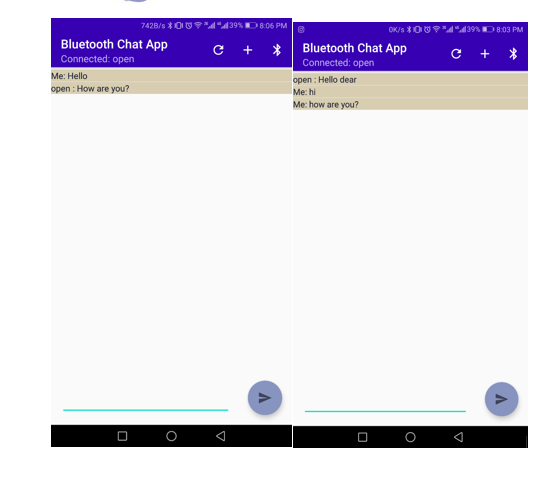 742B/s 39% 8:06 PM
Bluetooth Chat App
Connected: open
Me: Hello
open : How are you?
0K/s 39% 8:03 PM
Bluetooth Chat App
Connected: open
open : Hello dear
Me: hi
Me: how are you?